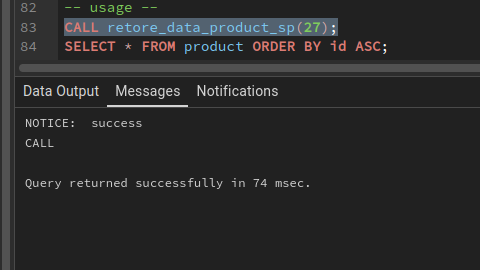 82 -- usage --
83 CALL retore_data_product_sp(27);
84 SELECT * FROM product ORDER BY id ASC;
Data Output Messages Notifications
NOTICE:  success
CALL
Query returned successfully in 74 msec.